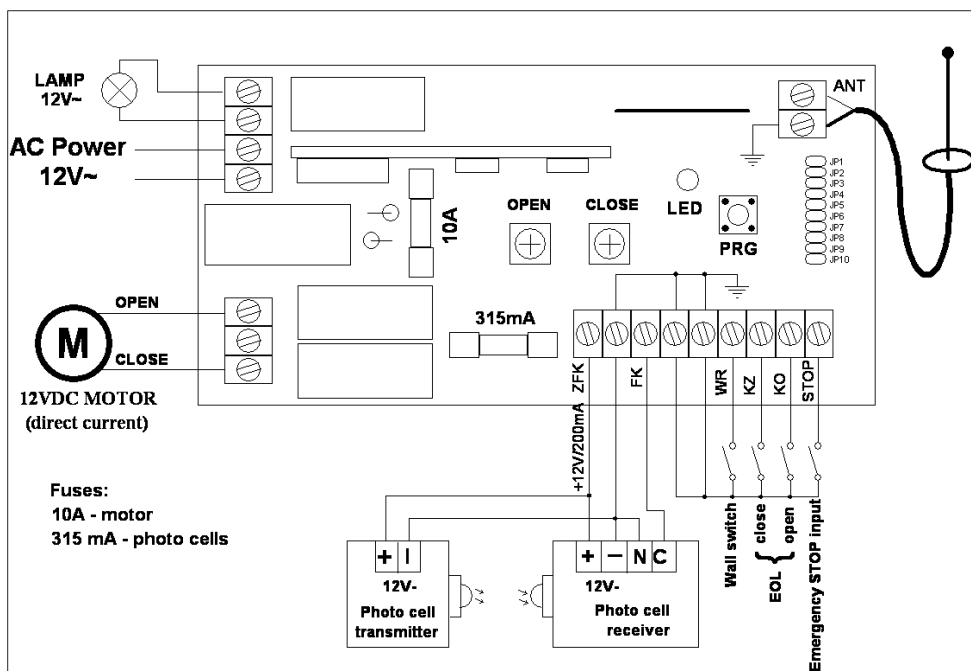 LAMP
12V~
AC Power
12V~
ANT
JP1
JP2
JP3
JP4
JP5
JP6
JP7
JP8
JP9
JP10
LED
PRG
OPEN
CLOSE
10A
315mA
OPEN
M
CLOSE
12VDC MOTOR
(direct current)
ZFK
FK
WR
KZ
KO
STOP
+12V/200mA
Fuses:
10A - motor
315 mA - photo cells
+ I
12V-
Photo cell
transmitter
+ – N C
12V-
Photo cell
receiver
Wall switch
close
open
EOL
Emergency STOP input